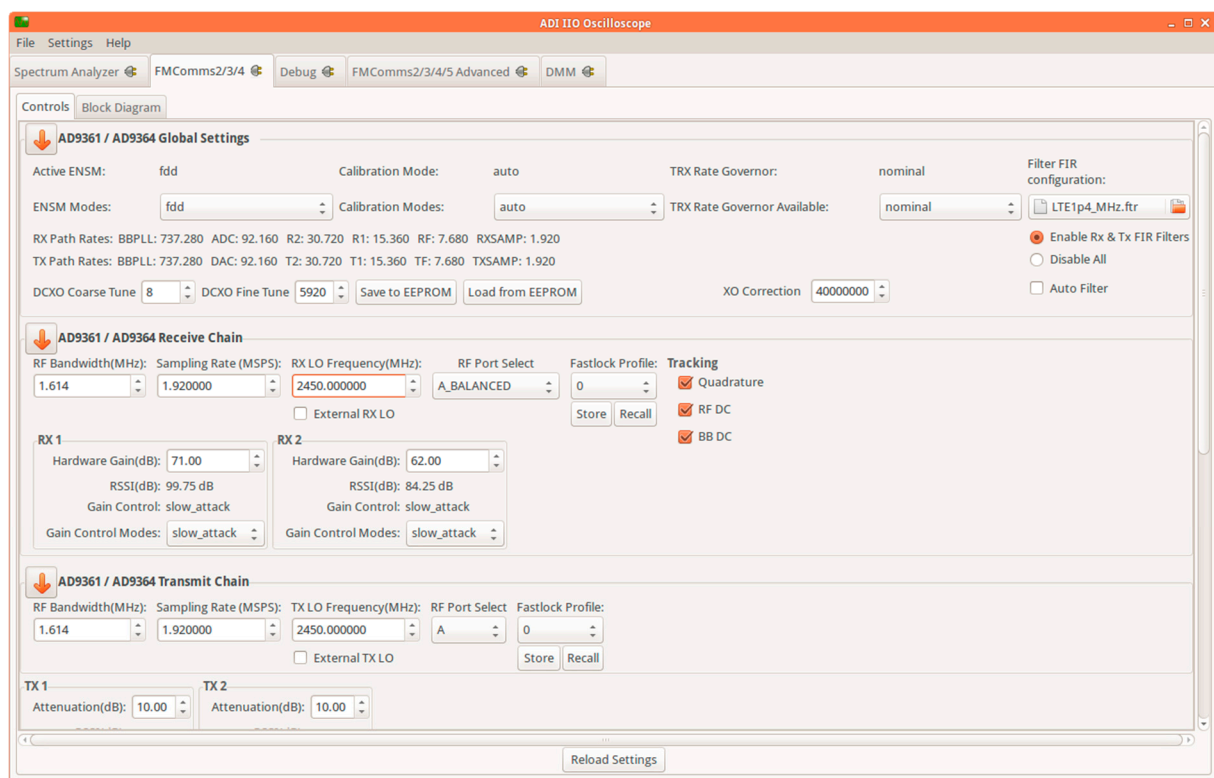 ADI IIO Oscilloscope
File Settings Help
Spectrum Analyzer FMComms2/3/4 Debug FMComms2/3/4/5 Advanced DMM
Controls Block Diagram
AD9361 / AD9364 Global Settings
Active ENSM: fdd Calibration Mode: auto TRX Rate Governor: nominal Filter FIR
configuration:
ENSM Modes: fdd Calibration Modes: auto TRX Rate Governor Available: nominal LTE1p4_MHz.ftr
RX Path Rates: BBPLL: 737.280 ADC: 92.160 R2: 30.720 R1: 15.360 RF: 7.680 RXSAMP: 1.920 Enable Rx & Tx FIR Filters
TX Path Rates: BBPLL: 737.280 DAC: 92.160 T2: 30.720 T1: 15.360 TF: 7.680 TXSAMP: 1.920 Disable All
DCXO Coarse Tune 8 DCXO Fine Tune 5920 Save to EEPROM Load from EEPROM XO Correction 40000000 Auto Filter
AD9361 / AD9364 Receive Chain
RF Bandwidth(MHz): Sampling Rate (MSPS): RX LO Frequency(MHz): RF Port Select Fastlock Profile: Tracking
1.614 1.920000 2450.000000 A_BALANCED 0 Quadrature
External RX LO Store Recall RF DC
BB DC
RX 1 RX 2
Hardware Gain(dB): 71.00 Hardware Gain(dB): 62.00
RSSI(dB): 99.75 dB RSSI(dB): 84.25 dB
Gain Control: slow_attack Gain Control: slow_attack
Gain Control Modes: slow_attack Gain Control Modes: slow_attack
AD9361 / AD9364 Transmit Chain
RF Bandwidth(MHz): Sampling Rate (MSPS): TX LO Frequency(MHz): RF Port Select Fastlock Profile:
1.614 1.920000 2450.000000 A 0
External TX LO Store Recall
TX 1 TX 2
Attenuation(dB): 10.00 Attenuation(dB): 10.00
Reload Settings